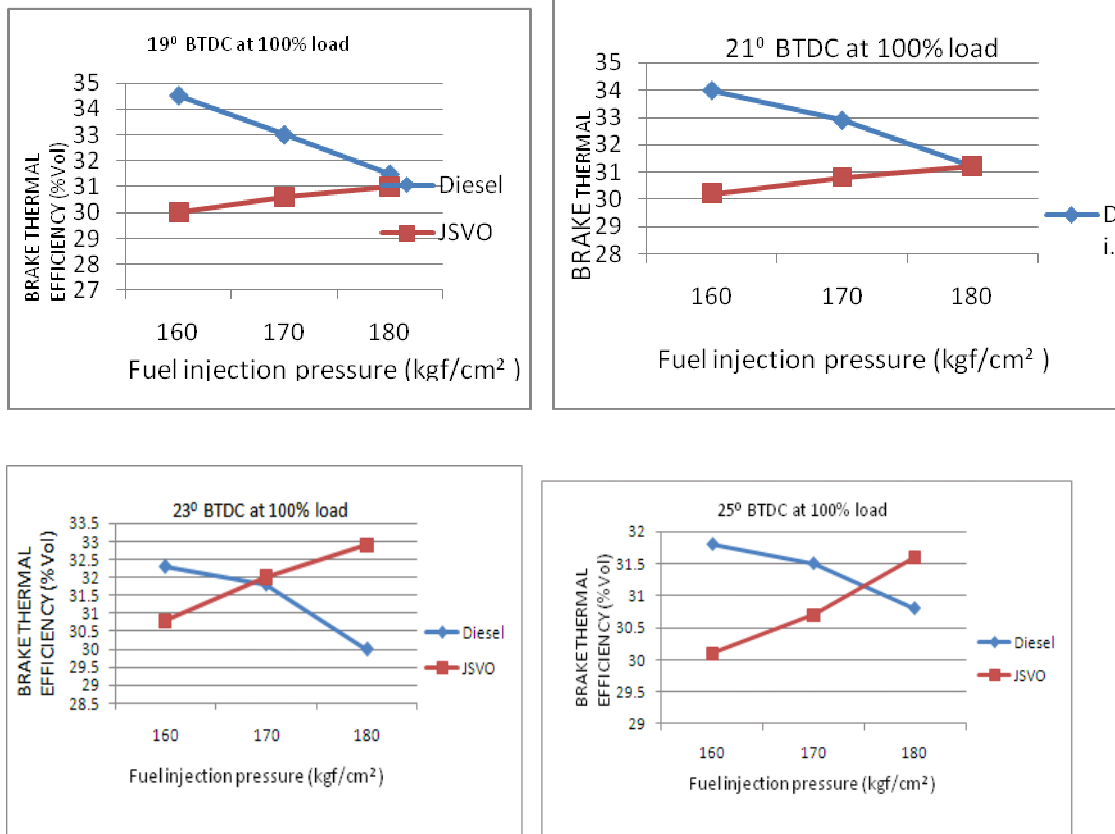 19⁰ BTDC at 100% load
35
34
33
32
31
30
29
28
27
BRAKE THERMAL
EFFICIENCY (%Vol)
160 170 180
Fuel injection pressure (kgf/cm² )
Diesel
JSVO
21⁰ BTDC at 100% load
35
34
33
32
31
30
29
28
BRAKE THERMAL
160 170 180
Fuel injection pressure (kgf/cm² )
D
i.
23⁰ BTDC at 100% load
33.5
33
32.5
32
31.5
31
30.5
30
29.5
29
28.5
BRAKE THERMAL
EFFICIENCY (%Vol)
160 170 180
Fuel injection pressure (kgf/cm²)
Diesel
JSVO
25⁰ BTDC at 100% load
32
31.5
31
30.5
30
29.5
29
BRAKE THERMAL
EFFICIENCY (%Vol)
160 170 180
Fuel injection pressure (kgf/cm²)
Diesel
JSVO